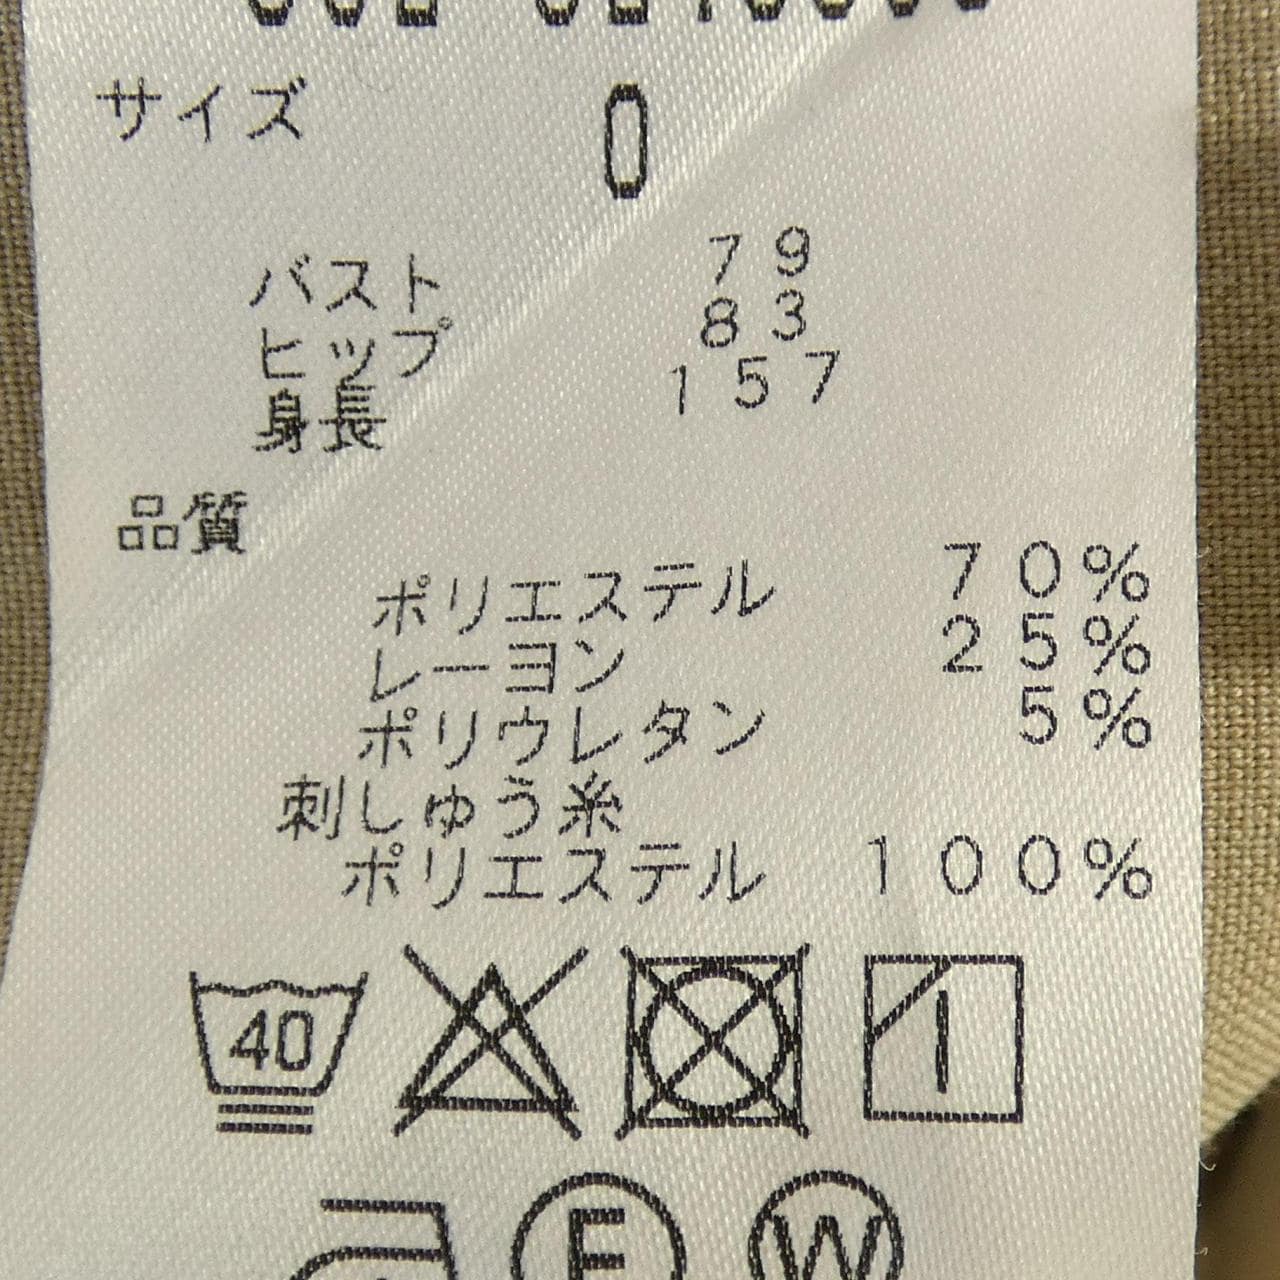 サイズ 0
バスト 79
ヒップ 83
身長 157
品質
ポリエステル 70%
レーヨン 25%
ポリウレタン 5%
刺しゅう糸
ポリエステル 100%
40
F W